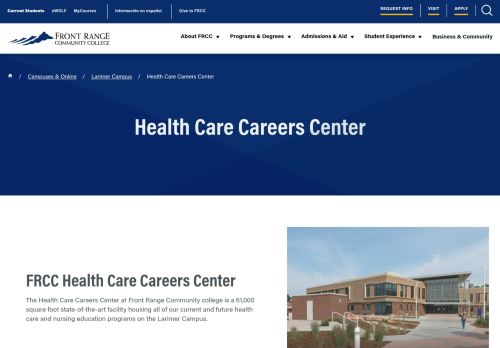 Current Students eWOLF MyCourses Información en español Give to FRCC REQUEST INFO VISIT APPLY
FRONT RANGE
COMMUNITY COLLEGE
About FRCC Programs & Degrees Admissions & Aid Student Experience Business & Community
/ Campuses & Online / Larimer Campus / Health Care Careers Center
Health Care Careers Center
FRCC Health Care Careers Center
The Health Care Careers Center at Front Range Community college is a 61,000
square foot state-of-the-art facility housing all of our current and future health
care and nursing education programs on the Larimer Campus.